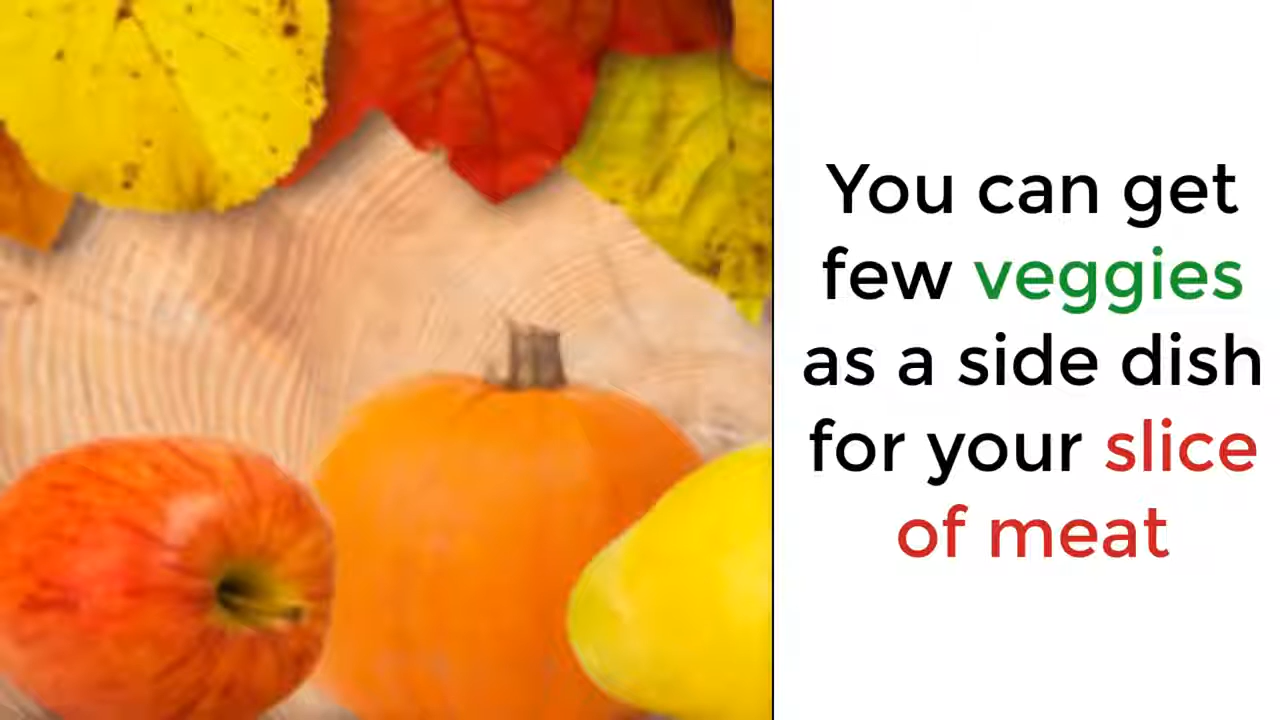 You can get
few veggies
as a side dish
for your slice
of meat